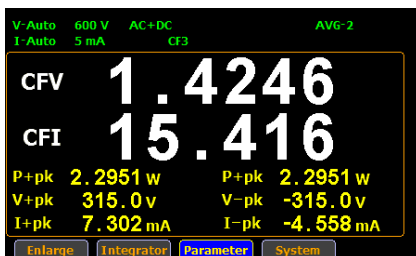 V-Auto 600 V AC+DC AVG-2
I-Auto 5 mA CF3
CFV 1.4246
CFI 15.416
P+pk 2.2951 w P+pk 2.2951 w
V+pk 315.0 v V-pk -315.0 v
I+pk 7.302 mA I-pk -4.558 mA
Enlarge Integrator Parameter System